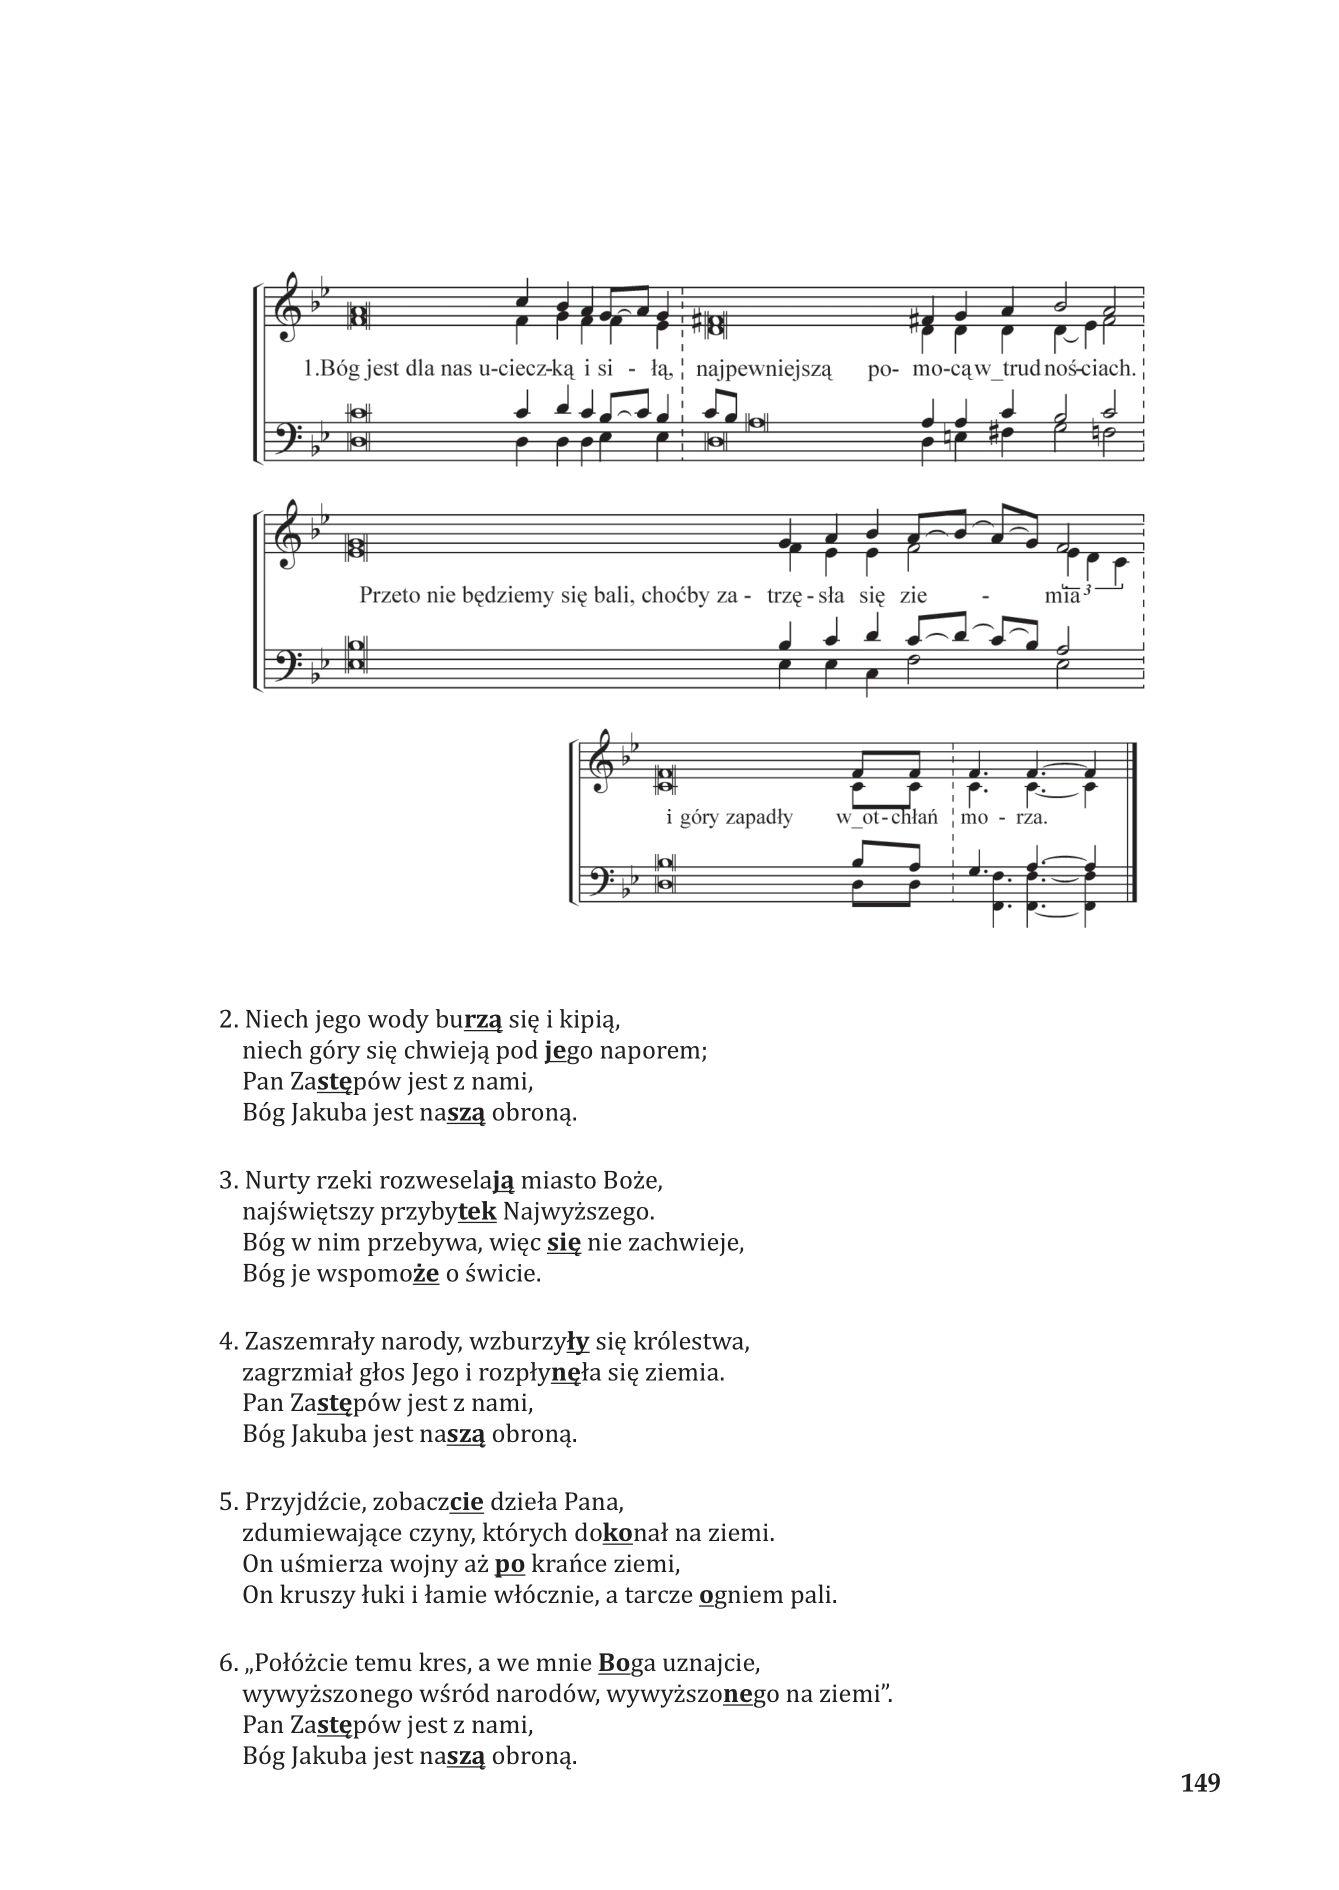 1.Bóg jest dla nas u-ciecz-ką i si - łą, najpewniejszą po- mo-cą w_trud noś-ciach.
Przeto nie będziemy się bali, choćby za - trzę - sła się zie - mia
3
i góry zapadły w_ot-chłań mo - rza.
2. Niech jego wody burzą się i kipią,
niech góry się chwieją pod jego naporem;
Pan Zastępów jest z nami,
Bóg Jakuba jest naszą obroną.
3. Nurty rzeki rozweselają miasto Boże,
najświętszy przybytek Najwyższego.
Bóg w nim przebywa, więc się nie zachwieje,
Bóg je wspomoże o świcie.
4. Zaszemrały narody, wzburzyły się królestwa,
zagrzmiał głos Jego i rozpłynęła się ziemia.
Pan Zastępów jest z nami,
Bóg Jakuba jest naszą obroną.
5. Przyjdźcie, zobaczcie dzieła Pana,
zdumiewające czyny, których dokonał na ziemi.
On uśmierza wojny aż po krańce ziemi,
On kruszy łuki i łamie włócznie, a tarcze ogniem pali.
6. „Połóżcie temu kres, a we mnie Boga uznajcie,
wywyższonego wśród narodów, wywyższonego na ziemi”.
Pan Zastępów jest z nami,
Bóg Jakuba jest naszą obroną.
149